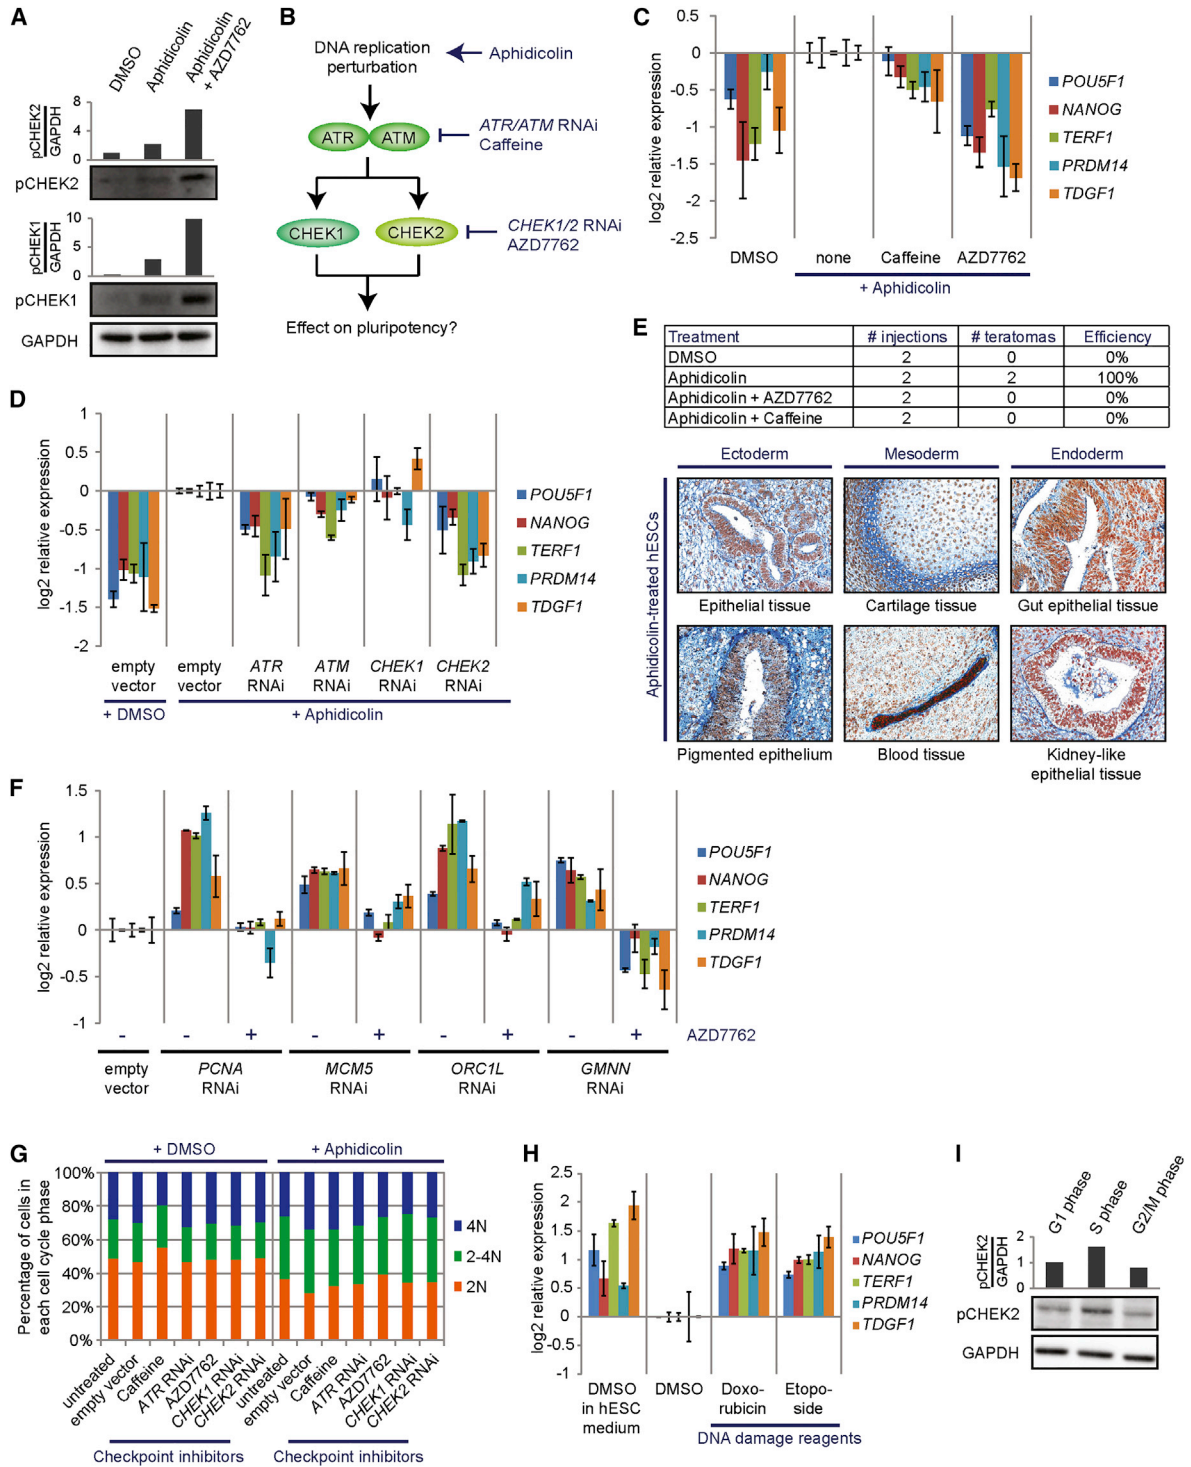 A
DMSO
Aphidicolin
Aphidicolin
+ AZD7762
pCHEK2
GAPDH
8
4
0
pCHEK2
pCHEK1
GAPDH
10
5
0
pCHEK1
GAPDH
B
DNA replication
perturbation
Aphidicolin
ATR
ATM
ATR/ATM RNAi
Caffeine
CHEK1
CHEK2
CHEK1/2 RNAi
AZD7762
Effect on pluripotency?
C
log2 relative expression
0.5
0
-0.5
-1
-1.5
-2
-2.5
DMSO
none
Caffeine
AZD7762
+ Aphidicolin
POU5F1
NANOG
TERF1
PRDM14
TDGF1
D
log2 relative expression
1
0.5
0
-0.5
-1
-1.5
-2
empty
vector
empty
vector
ATR
RNAi
ATM
RNAi
CHEK1
RNAi
CHEK2
RNAi
+ DMSO
+ Aphidicolin
POU5F1
NANOG
TERF1
PRDM14
TDGF1
E
Treatment # injections # teratomas Efficiency
DMSO 2 0 0%
Aphidicolin 2 2 100%
Aphidicolin + AZD7762 2 0 0%
Aphidicolin + Caffeine 2 0 0%
Ectoderm
Mesoderm
Endoderm
Aphidicolin-treated hESCs
Epithelial tissue
Cartilage tissue
Gut epithelial tissue
Pigmented epithelium
Blood tissue
Kidney-like
epithelial tissue
F
log2 relative expression
1.5
1
0.5
0
-0.5
-1
- - + - + - + - + AZD7762
empty
vector
PCNA
RNAi
MCM5
RNAi
ORC1L
RNAi
GMNN
RNAi
POU5F1
NANOG
TERF1
PRDM14
TDGF1
G
+ DMSO
+ Aphidicolin
Percentage of cells in
each cell cycle phase
100%
80%
60%
40%
20%
0%
4N
2-4N
2N
untreated
empty vector
Caffeine
ATR RNAi
AZD7762
CHEK1 RNAi
CHEK2 RNAi
untreated
empty vector
Caffeine
ATR RNAi
AZD7762
CHEK1 RNAi
CHEK2 RNAi
Checkpoint inhibitors
Checkpoint inhibitors
H
log2 relative expression
2.5
2
1.5
1
0.5
0
-0.5
-1
DMSO
in hESC
medium
DMSO
Doxo-
rubicin
Etopo-
side
DNA damage reagents
POU5F1
NANOG
TERF1
PRDM14
TDGF1
I
G1 phase
S phase
G2/M phase
pCHEK2
GAPDH
2
1
0
pCHEK2
GAPDH